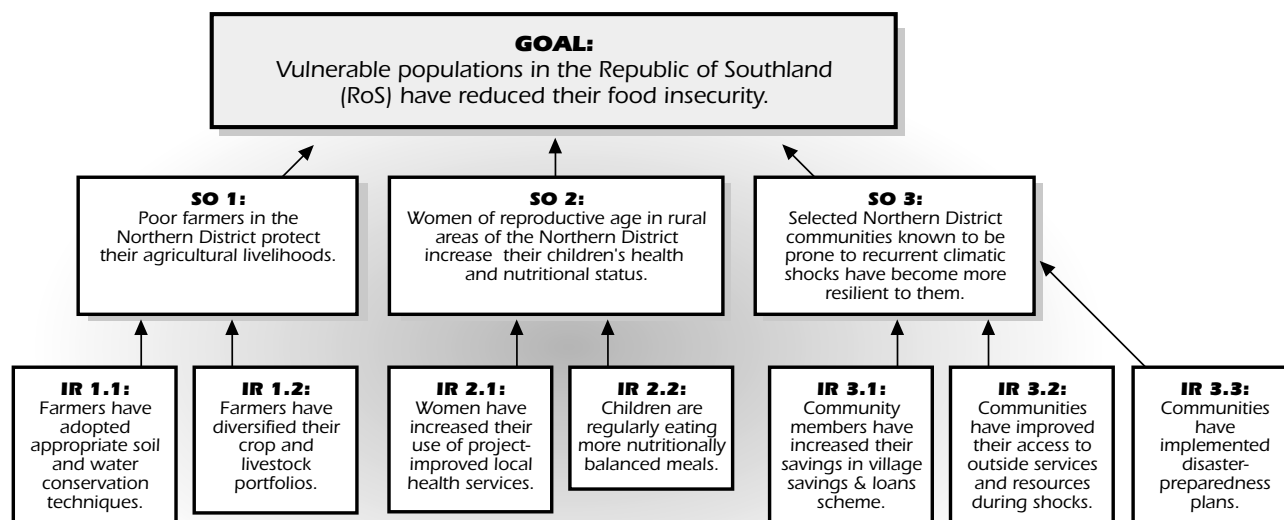 GOAL:
Vulnerable populations in the Republic of Southland
(RoS) have reduced their food insecurity.
SO 1:
Poor farmers in the
Northern District protect
their agricultural livelihoods.
SO 2:
Women of reproductive age in rural
areas of the Northern District
increase their children's health
and nutritional status.
SO 3:
Selected Northern District
communities known to be
prone to recurrent climatic
shocks have become more
resilient to them.
IR 1.1:
Farmers have
adopted
appropriate soil
and water
conservation
techniques.
IR 1.2:
Farmers have
diversified their
crop and
livestock
portfolios.
IR 2.1:
Women have
increased their
use of project-
improved local
health services.
IR 2.2:
Children are
regularly eating
more nutritionally
balanced meals.
IR 3.1:
Community
members have
increased their
savings in village
savings & loans
scheme.
IR 3.2:
Communities
have improved
their access to
outside services
and resources
during shocks.
IR 3.3:
Communities
have
implemented
disaster-
preparedness
plans.